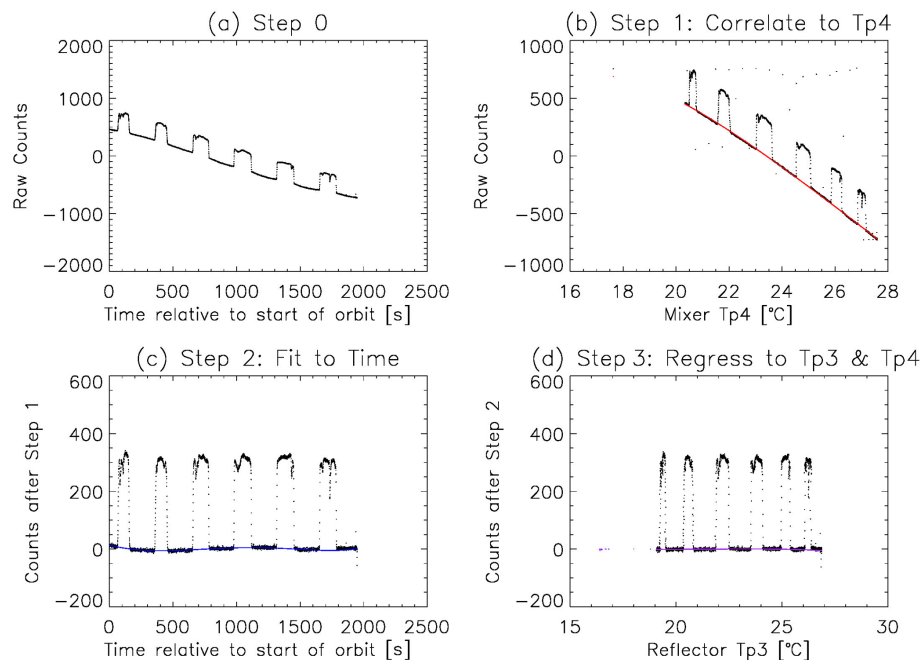 (a) Step 0
2000
1000
0
−1000
−2000
Raw Counts
0 500 1000 1500 2000 2500
Time relative to start of orbit [s]
(b) Step 1: Correlate to Tp4
1000
500
0
−500
−1000
Raw Counts
16 18 20 22 24 26 28
Mixer Tp4 [°C]
(c) Step 2: Fit to Time
600
400
200
0
−200
Counts after Step 1
0 500 1000 1500 2000 2500
Time relative to start of orbit [s]
(d) Step 3: Regress to Tp3 & Tp4
600
400
200
0
−200
Counts after Step 2
15 20 25 30
Reflector Tp3 [°C]